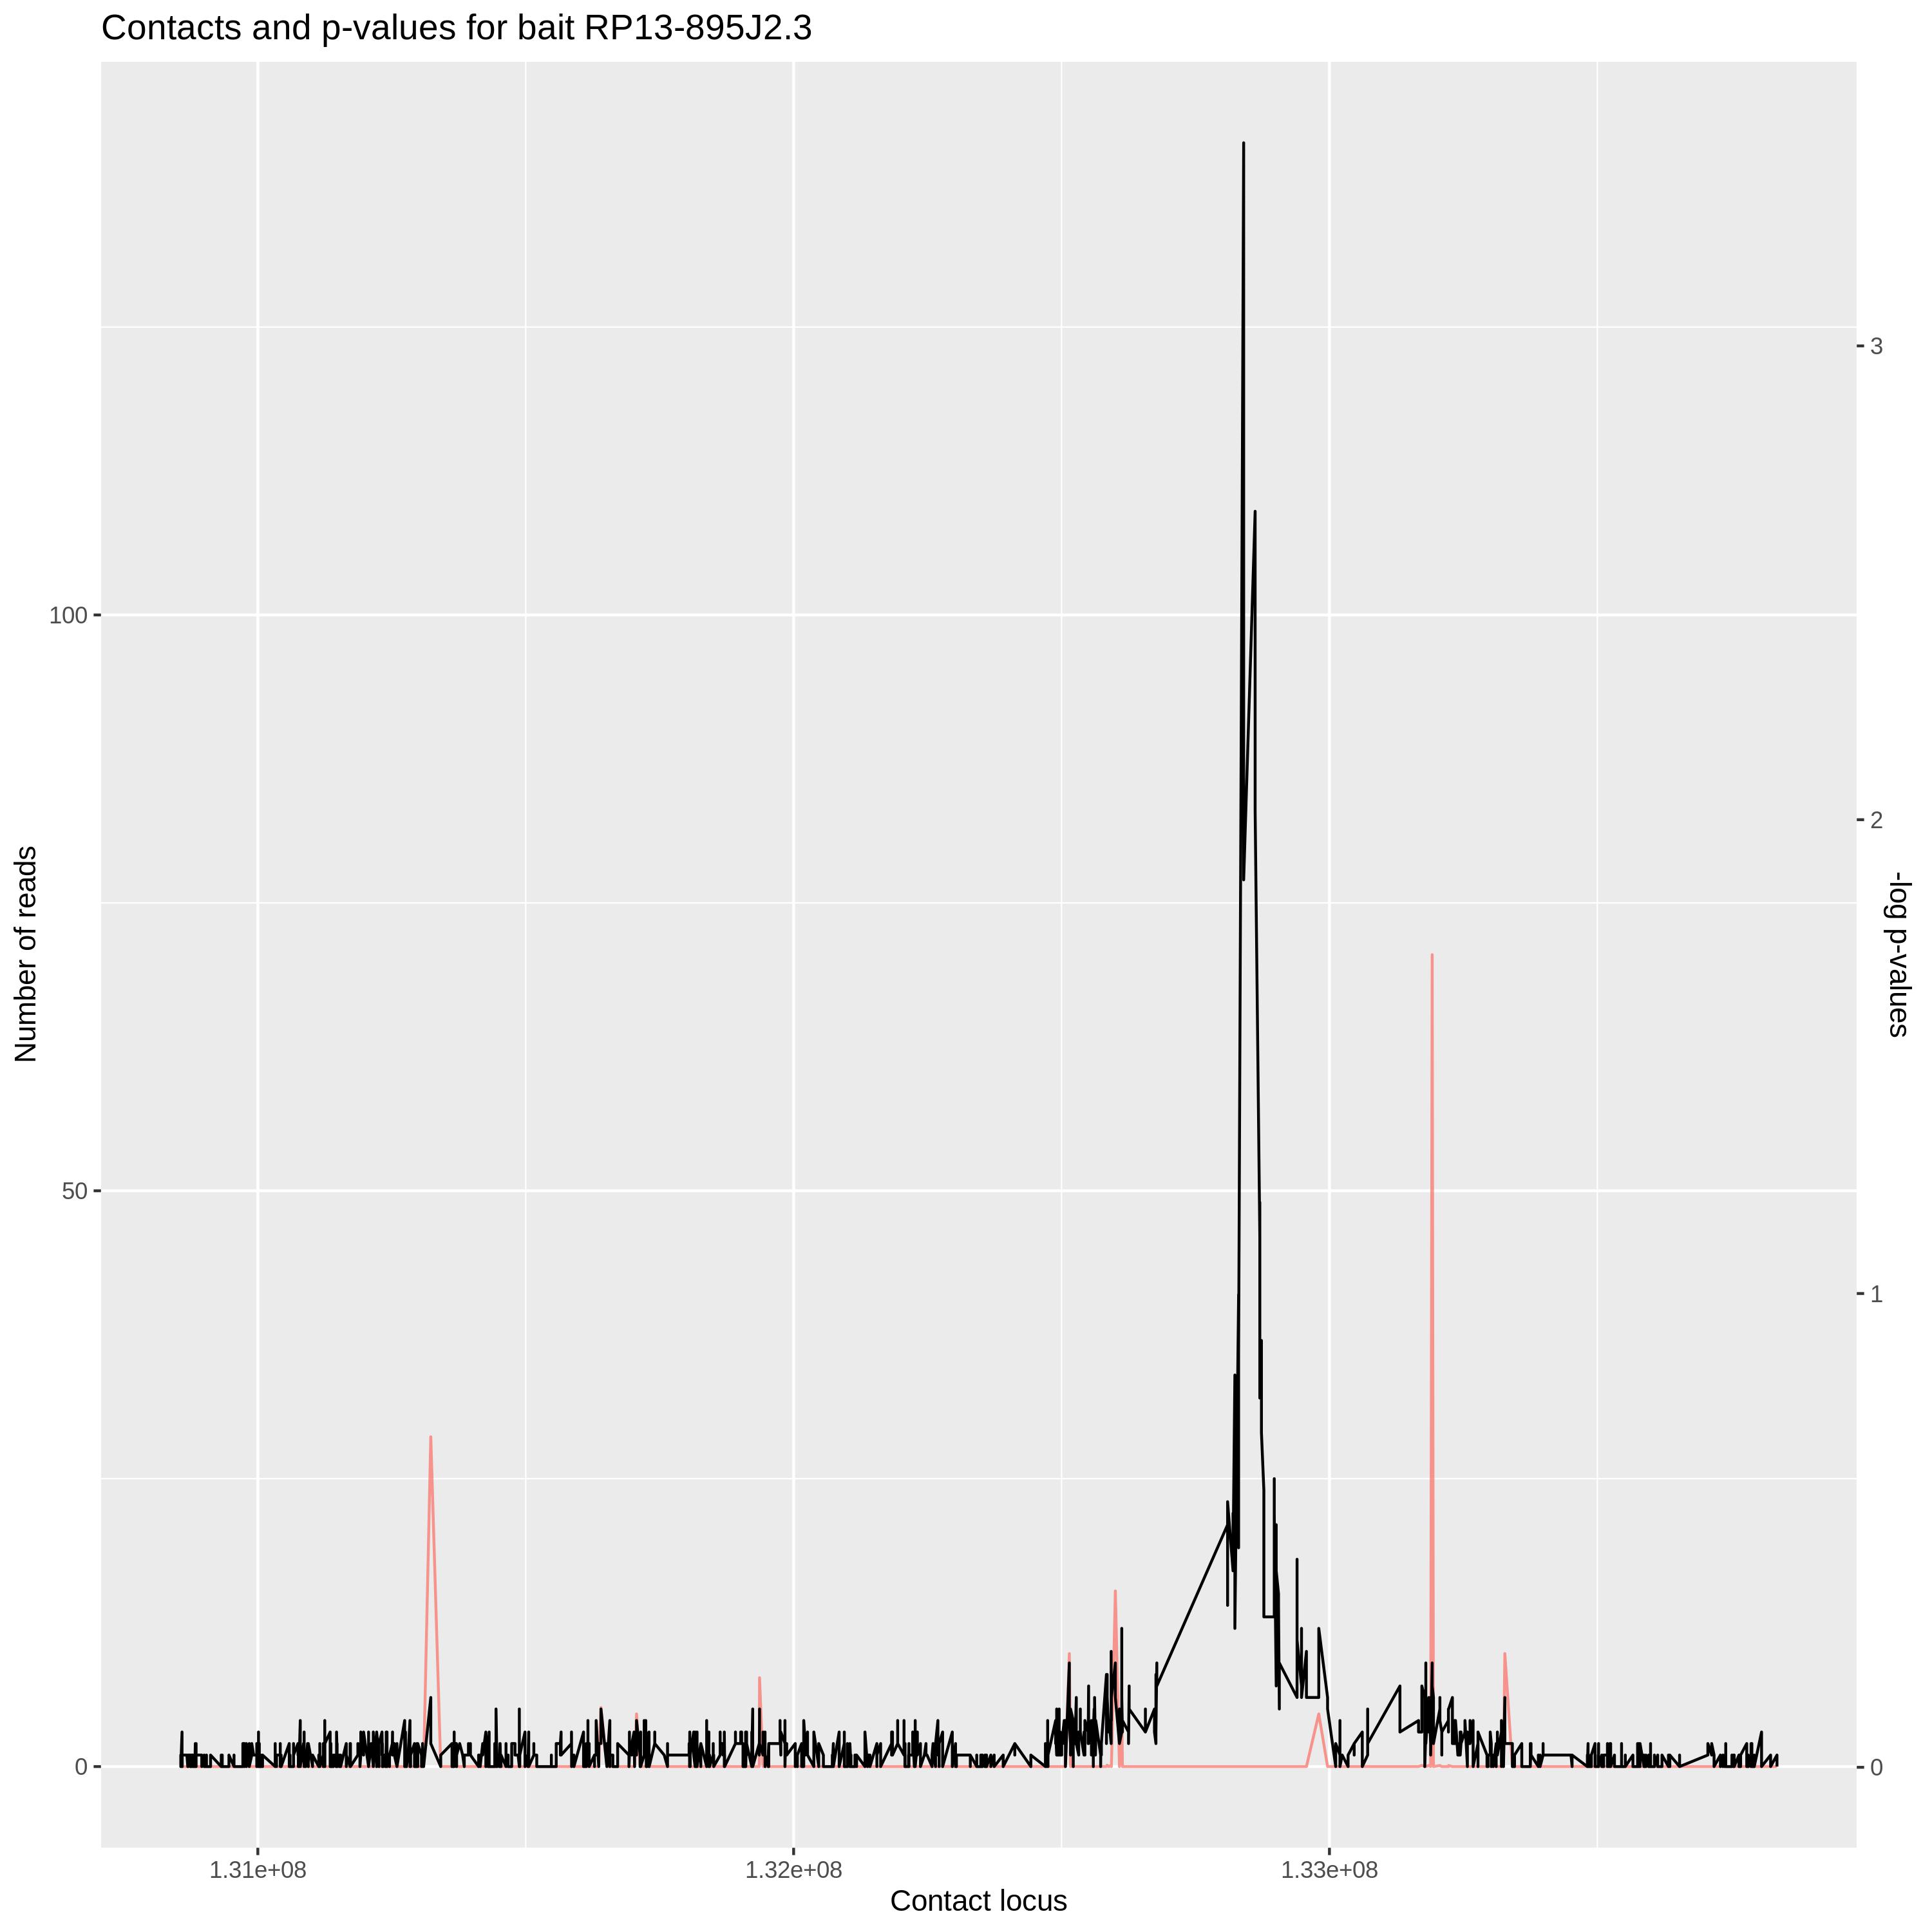 Contacts and p-values for bait RP13-895J2.3
Number of reads
100
50
0
3
2
1
0
-log p-values
1.31e+08
1.32e+08
1.33e+08
Contact locus